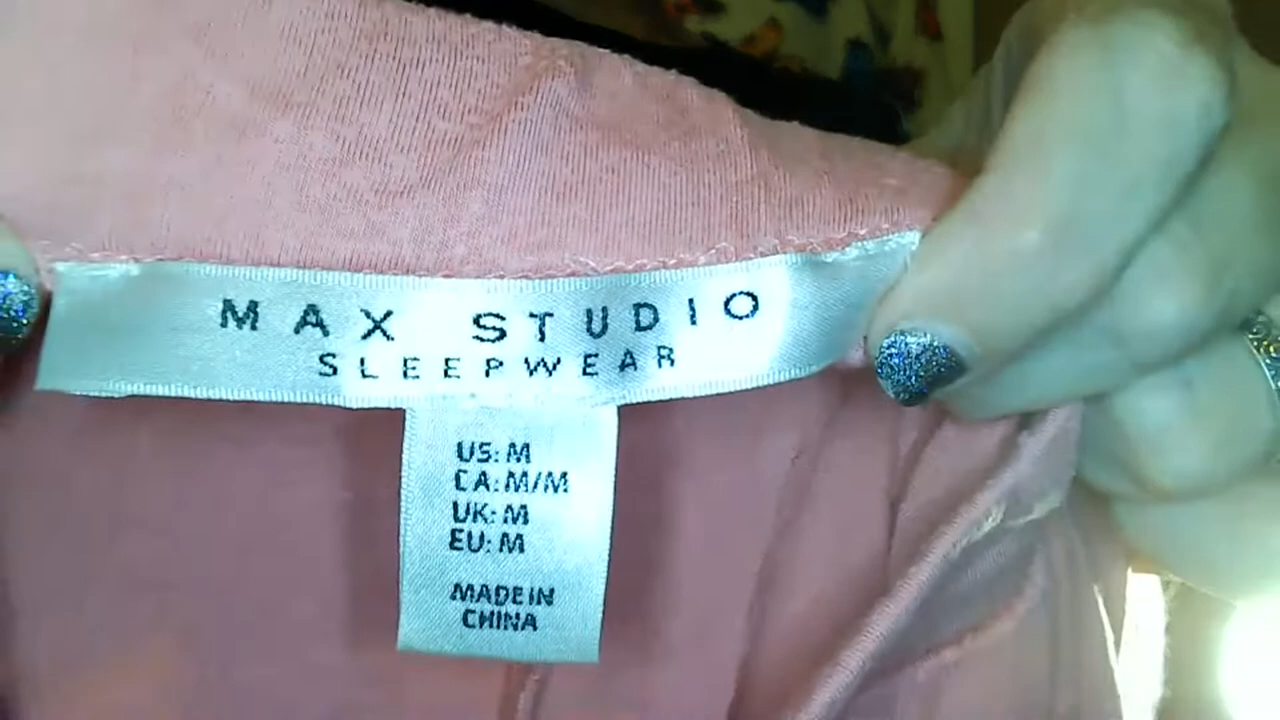 MAX STUDIO
SLEEPWEAR
US: M
CA: M/M
UK: M
EU: M
MADE IN
CHINA